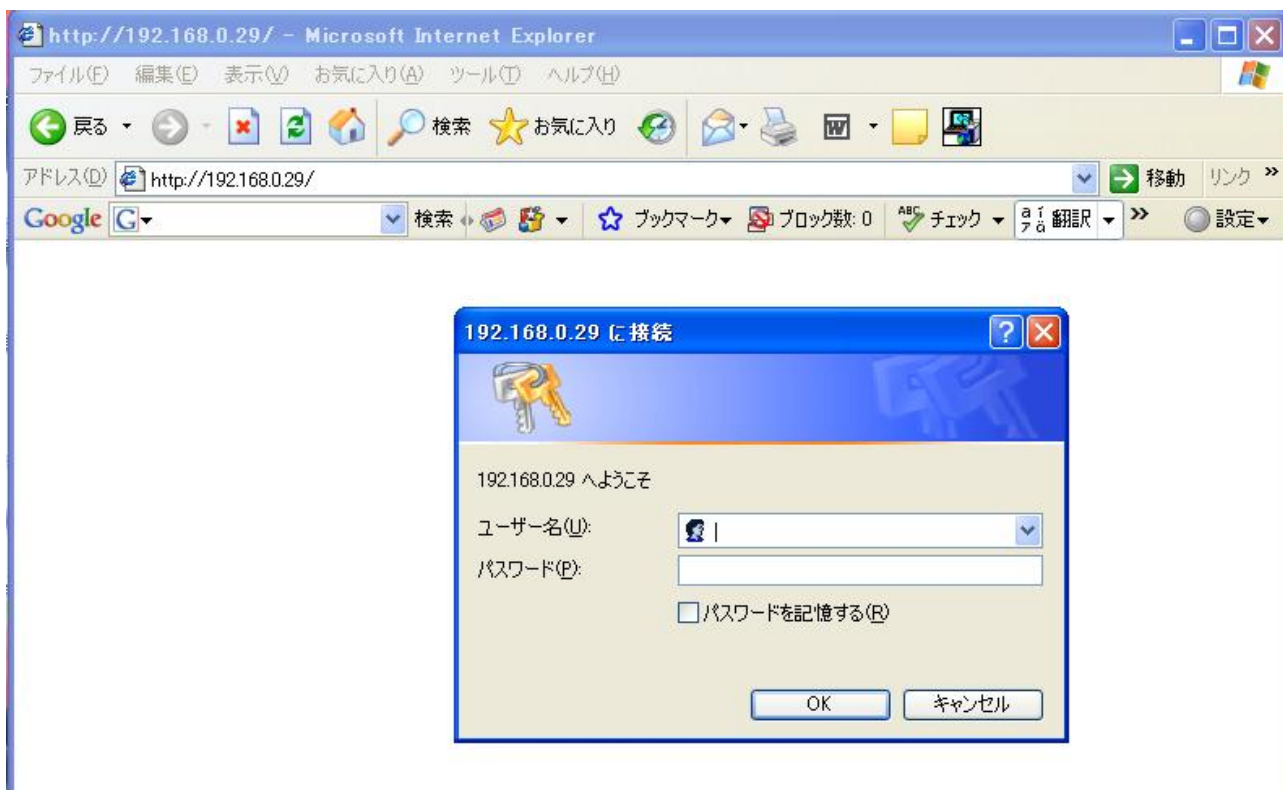 http://192.168.0.29/ - Microsoft Internet Explorer
ファイル(F) 編集(E) 表示(V) お気に入り(A) ツール(T) ヘルプ(H)
戻る 検索 お気に入り
アドレス(D) http://192.168.0.29/ 移動 リンク »
Google G 検索 ブックマーク ブロック数: 0 ABC チェック 翻訳 » 設定
192.168.0.29 に接続
192.168.0.29 へようこそ
ユーザー名(U):
パスワード(P):
パスワードを記憶する(R)
OK キャンセル